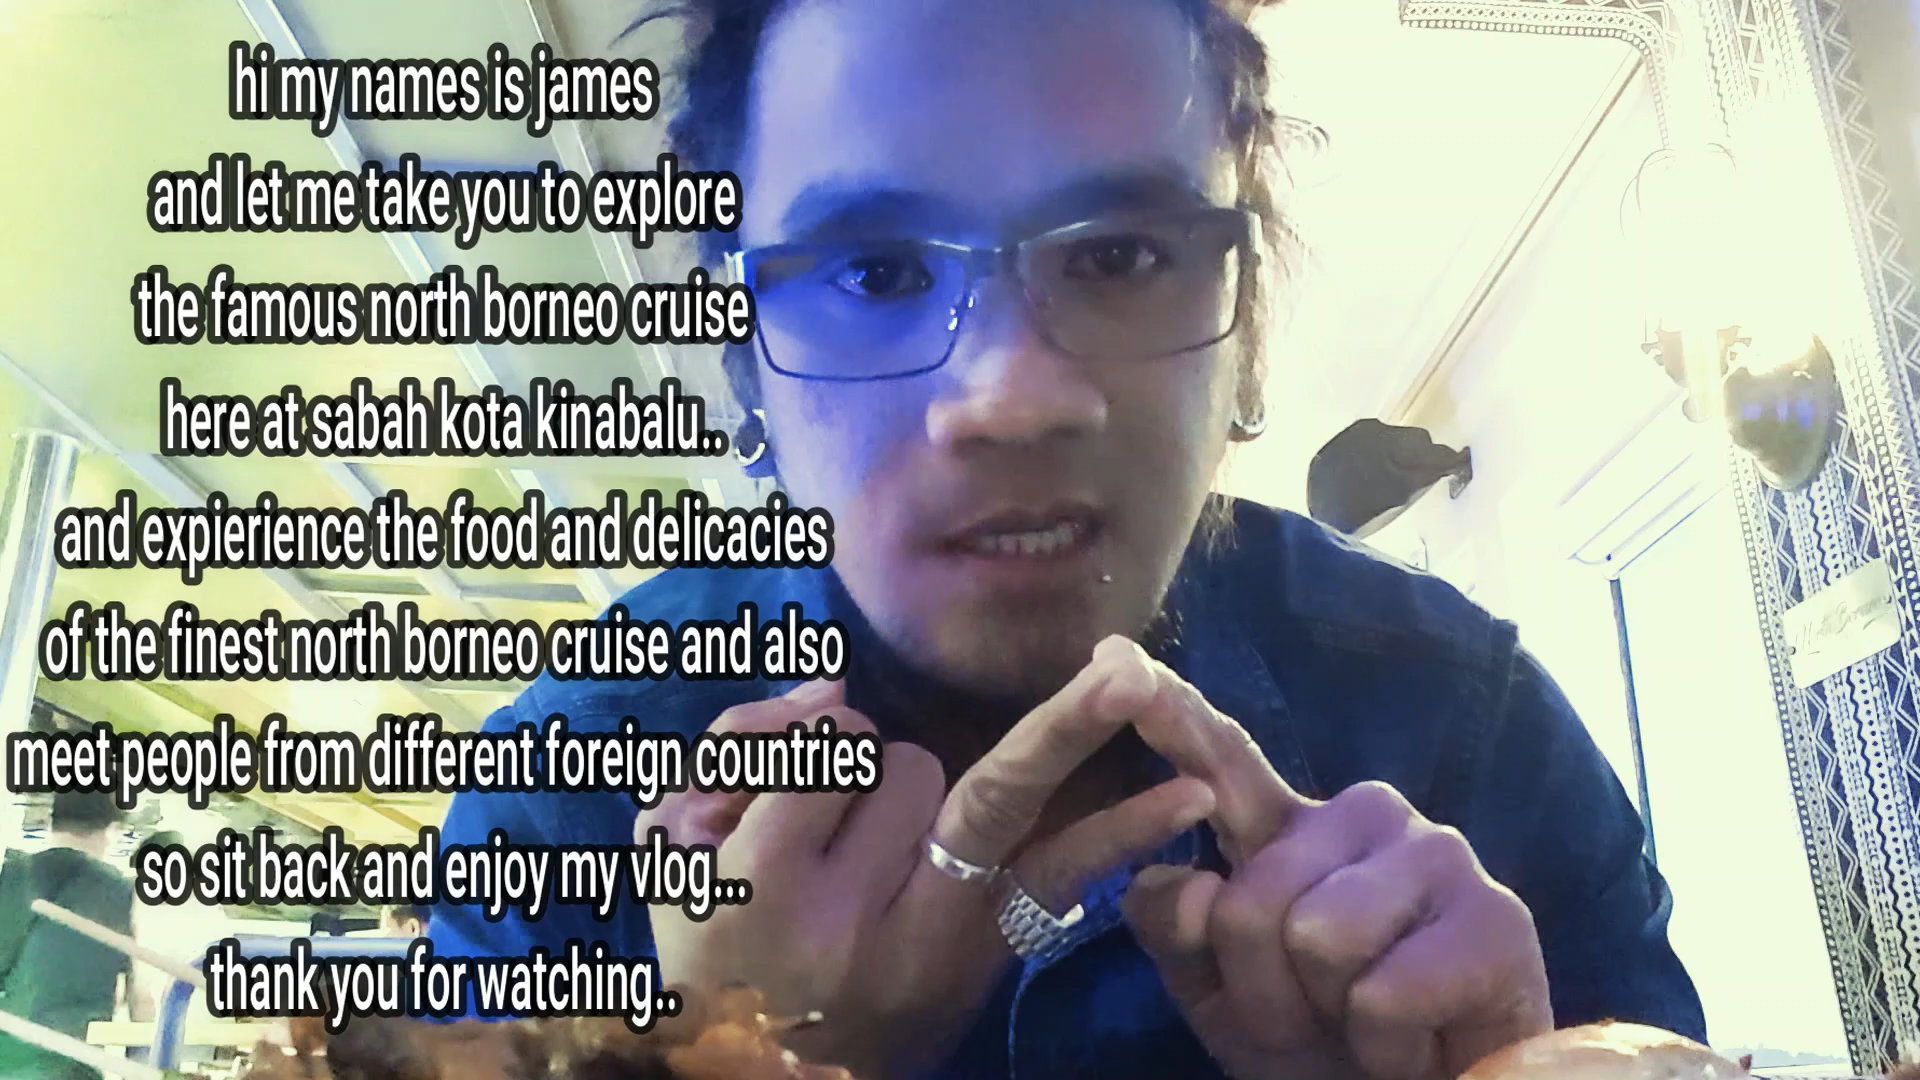 hi my names is james
and let me take you to explore
the famous north borneo cruise
here at sabah kota kinabalu..
and expierience the food and delicacies
of the finest north borneo cruise and also
meet people from different foreign countries
so sit back and enjoy my vlog...
thank you for watching..